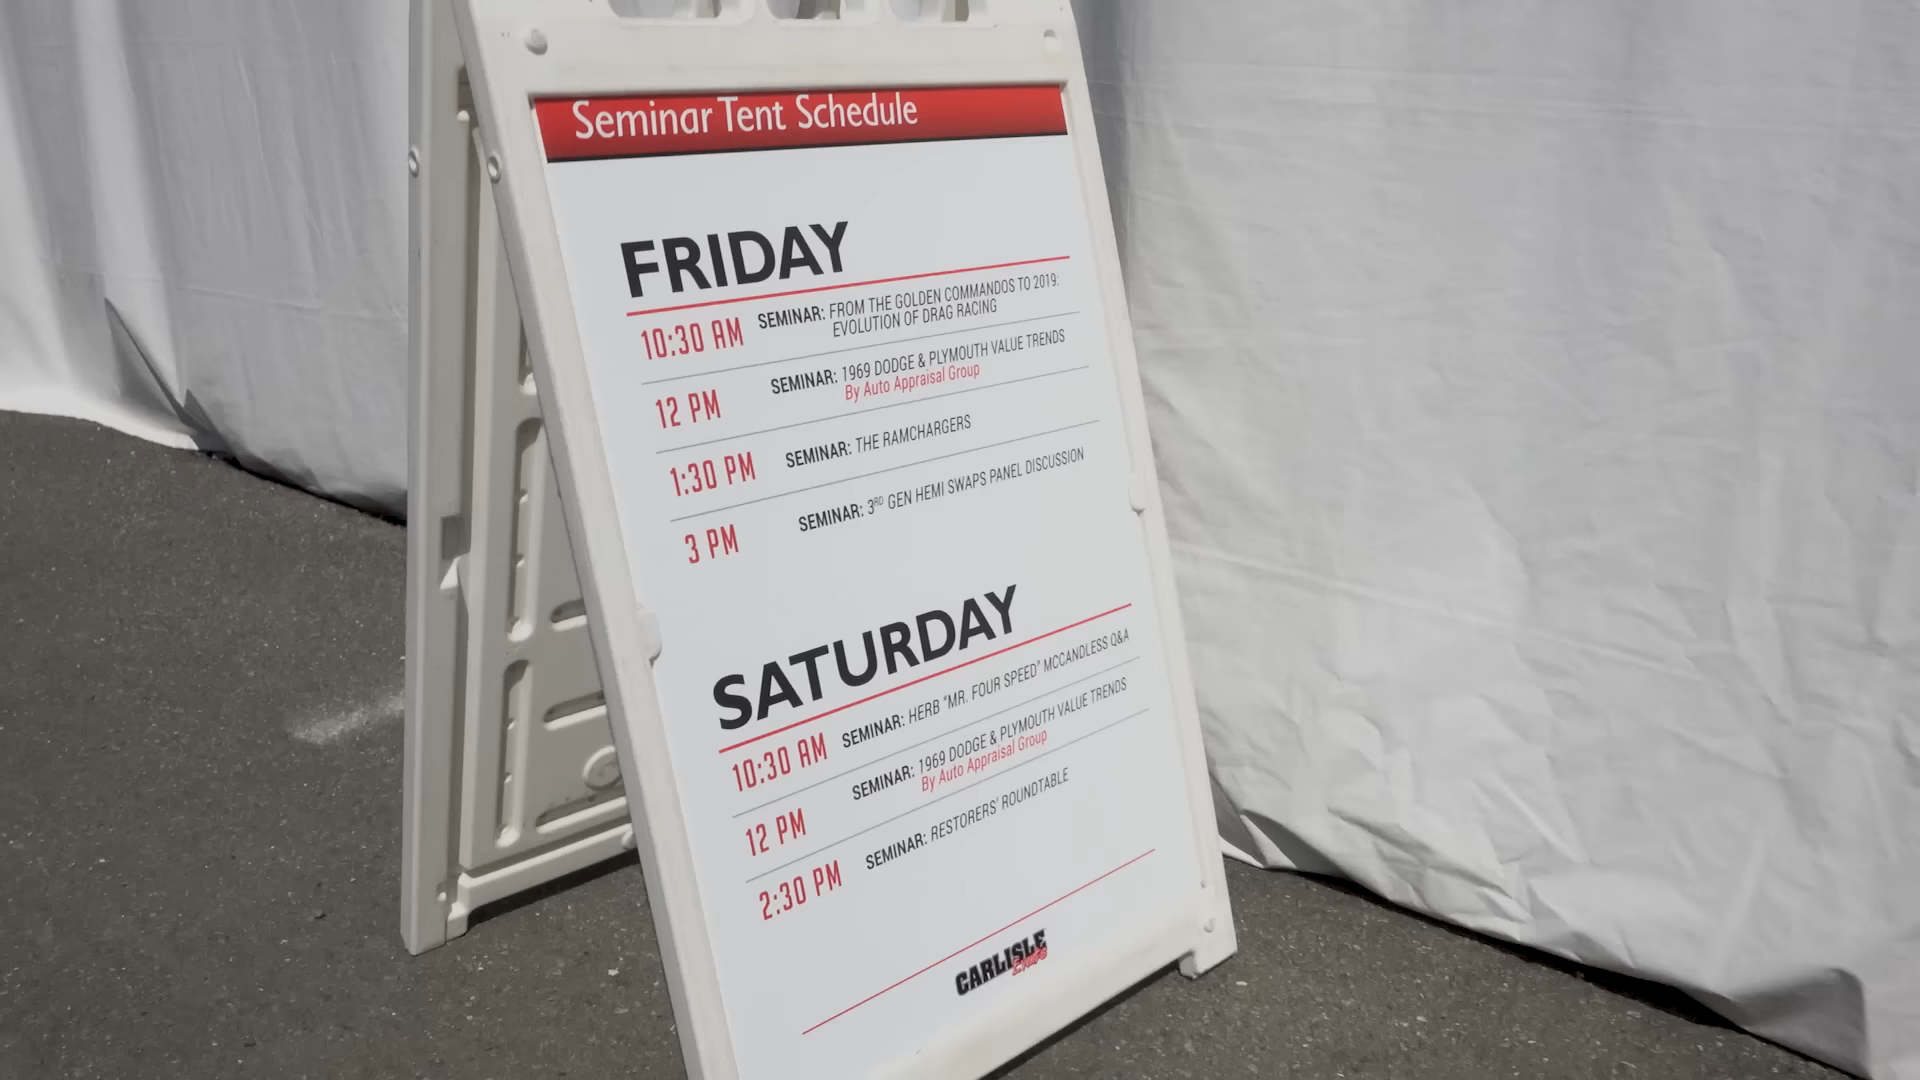 Seminar Tent Schedule
FRIDAY
10:30 AM SEMINAR: FROM THE GOLDEN COMMANDOS TO 2019:
EVOLUTION OF DRAG RACING
12 PM SEMINAR: 1969 DODGE & PLYMOUTH VALUE TRENDS
By Auto Appraisal Group
1:30 PM SEMINAR: THE RAMCHARGERS
3 PM SEMINAR: 3RD GEN HEMI SWAPS PANEL DISCUSSION
SATURDAY
10:30 AM SEMINAR: HERB "MR. FOUR SPEED" MCCANDLESS Q&A
12 PM SEMINAR: 1969 DODGE & PLYMOUTH VALUE TRENDS
By Auto Appraisal Group
2:30 PM SEMINAR: RESTORERS' ROUNDTABLE
CARLISLE
Events